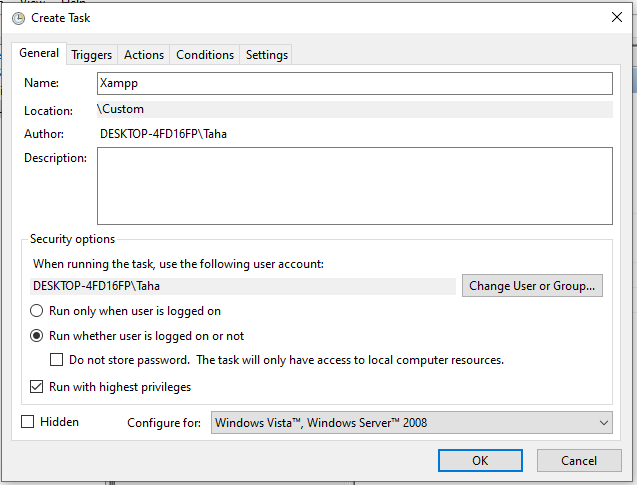 Create Task
General Triggers Actions Conditions Settings
Name: Xampp
Location: \Custom
Author: DESKTOP-4FD16FP\Taha
Description:
Security options
When running the task, use the following user account:
DESKTOP-4FD16FP\Taha Change User or Group...
Run only when user is logged on
Run whether user is logged on or not
Do not store password. The task will only have access to local computer resources.
Run with highest privileges
Hidden Configure for: Windows Vista™, Windows Server™ 2008
OK Cancel